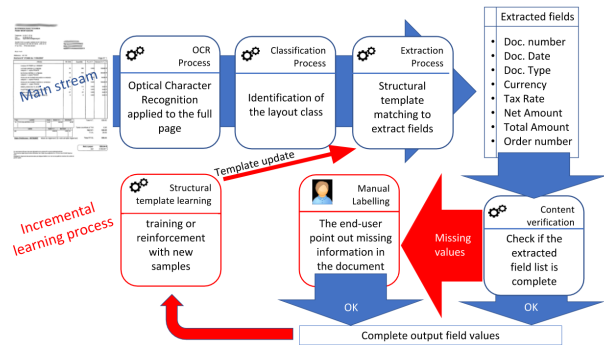 Main stream
OCR
Process
Optical Character
Recognition
applied to the full
page
Classification
Process
Identification of
the layout class
Extraction
Process
Structural
template
matching to
extract fields
Extracted fields
• Doc. number
• Doc. Date
• Doc. Type
• Currency
• Tax Rate
• Net Amount
• Total Amount
• Order number
Template update
Incremental
learning process
Structural
template learning
training or
reinforcement
with new
samples
Manual
Labelling
The end-user
point out missing
information in
the document
Missing
values
Content
verification
Check if the
extracted
field list is
complete
OK
OK
Complete output field values